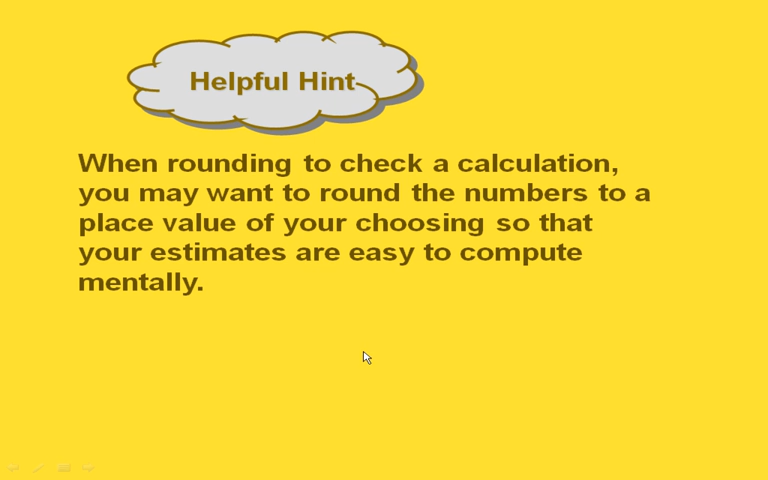 Helpful Hint
When rounding to check a calculation,
you may want to round the numbers to a
place value of your choosing so that
your estimates are easy to compute
mentally.